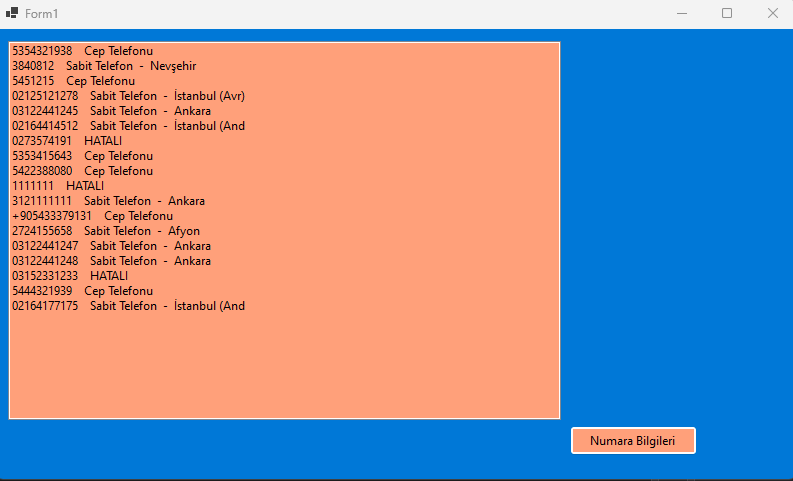 Form1
5354321938 Cep Telefonu
3840812 Sabit Telefon - Nevşehir
5451215 Cep Telefonu
02125121278 Sabit Telefon - İstanbul (Avr)
03122441245 Sabit Telefon - Ankara
02164414512 Sabit Telefon - İstanbul (And
0273574191 HATALI
5353415643 Cep Telefonu
5422388080 Cep Telefonu
1111111 HATALI
3121111111 Sabit Telefon - Ankara
+905433379131 Cep Telefonu
2724155658 Sabit Telefon - Afyon
03122441247 Sabit Telefon - Ankara
03122441248 Sabit Telefon - Ankara
03152331233 HATALI
5444321939 Cep Telefonu
02164177175 Sabit Telefon - İstanbul (And
Numara Bilgileri